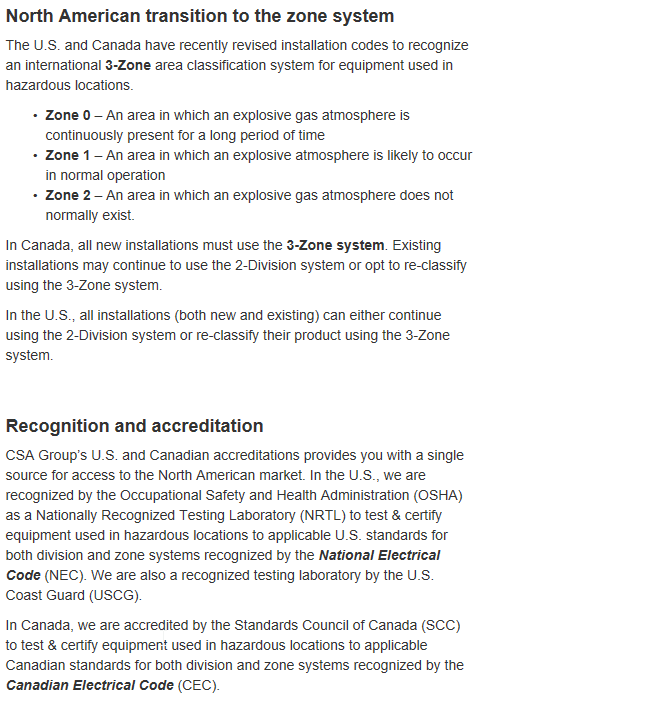 North American transition to the zone system
The U.S. and Canada have recently revised installation codes to recognize
an international 3-Zone area classification system for equipment used in
hazardous locations.
• Zone 0 – An area in which an explosive gas atmosphere is
continuously present for a long period of time
• Zone 1 – An area in which an explosive atmosphere is likely to occur
in normal operation
• Zone 2 – An area in which an explosive gas atmosphere does not
normally exist.
In Canada, all new installations must use the 3-Zone system. Existing
installations may continue to use the 2-Division system or opt to re-classify
using the 3-Zone system.
In the U.S., all installations (both new and existing) can either continue
using the 2-Division system or re-classify their product using the 3-Zone
system.
Recognition and accreditation
CSA Group’s U.S. and Canadian accreditations provides you with a single
source for access to the North American market. In the U.S., we are
recognized by the Occupational Safety and Health Administration (OSHA)
as a Nationally Recognized Testing Laboratory (NRTL) to test & certify
equipment used in hazardous locations to applicable U.S. standards for
both division and zone systems recognized by the National Electrical
Code (NEC). We are also a recognized testing laboratory by the U.S.
Coast Guard (USCG).
In Canada, we are accredited by the Standards Council of Canada (SCC)
to test & certify equipment used in hazardous locations to applicable
Canadian standards for both division and zone systems recognized by the
Canadian Electrical Code (CEC).